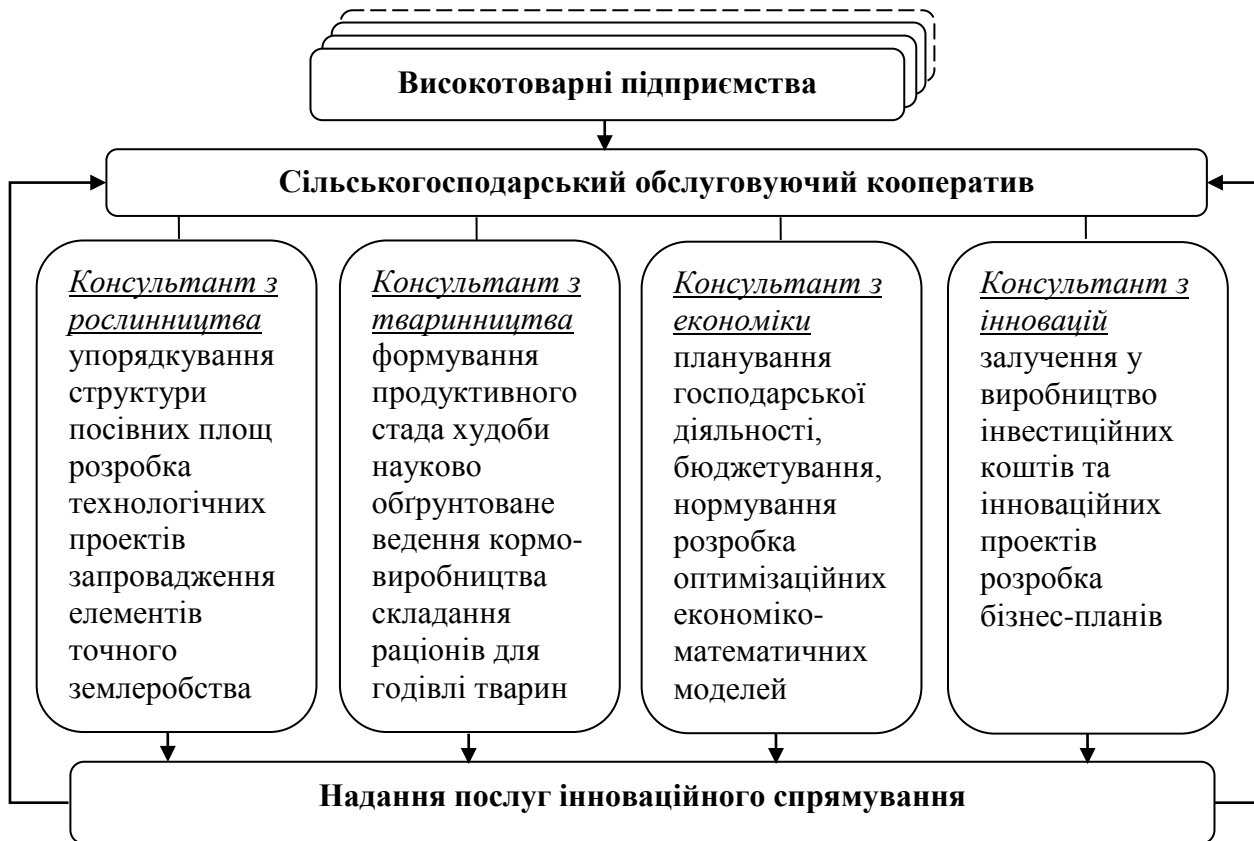 Високотоварні підприємства
Сільськогосподарський обслуговуючий кооператив
Консультант з
рослинництва
упорядкування
структури
посівних площ
розробка
технологічних
проектів
запровадження
елементів
точного
землеробства
Консультант з
тваринництва
формування
продуктивного
стада худоби
науково
обґрунтоване
ведення кормо-
виробництва
складання
раціонів для
годівлі тварин
Консультант з
економіки
планування
господарської
діяльності,
бюджетування,
нормування
розробка
оптимізаційних
економіко-
математичних
моделей
Консультант з
інновацій
залучення у
виробництво
інвестиційних
коштів та
інноваційних
проектів
розробка
бізнес-планів
Надання послуг інноваційного спрямування